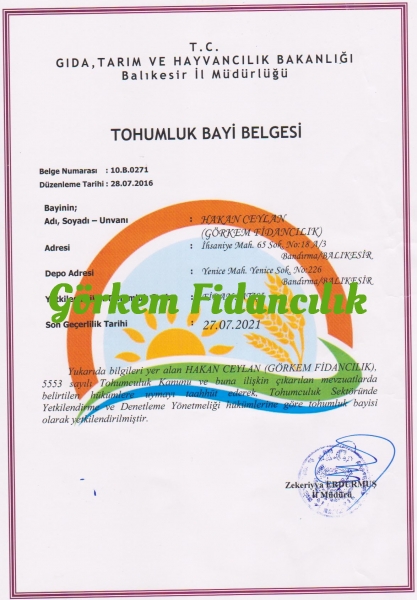 T.C.
GIDA,TARIM VE HAYVANCILIK BAKANLIĞI
Balıkesir İl Müdürlüğü
TOHUMLUK BAYİ BELGESİ
Belge Numarası : 10.B.0271
Düzenleme Tarihi : 28.07.2016
Bayinin;
Adı, Soyadı – Unvanı : HAKAN CEYLAN
(GÖRKEM FİDANCILIK)
Adresi : İhsaniye Mah. 65 Sok. No:18 A/3
Bandırma/BALIKESİR
Depo Adresi : Yenice Mah. Yenice Sok. No:226
Bandırma/BALIKESİR
Görkem Fidancılık
Son Geçerlilik Tarihi : 27.07.2021
Yukarıda bilgileri yer alan HAKAN CEYLAN (GÖRKEM FİDANCILIK),
5553 sayılı Tohumculuk Kanunu ve buna ilişkin çıkarılan mevzuatlarda
belirtilen hükümlere uymayı taahhüt ederek, Tohumculuk Sektöründe
Yetkilendirme ve Denetleme Yönetmeliği hükümlerine göre tohumluk bayisi
olarak yetkilendirilmiştir.
Zekeriyya ERDURMUŞ
İl Müdürü